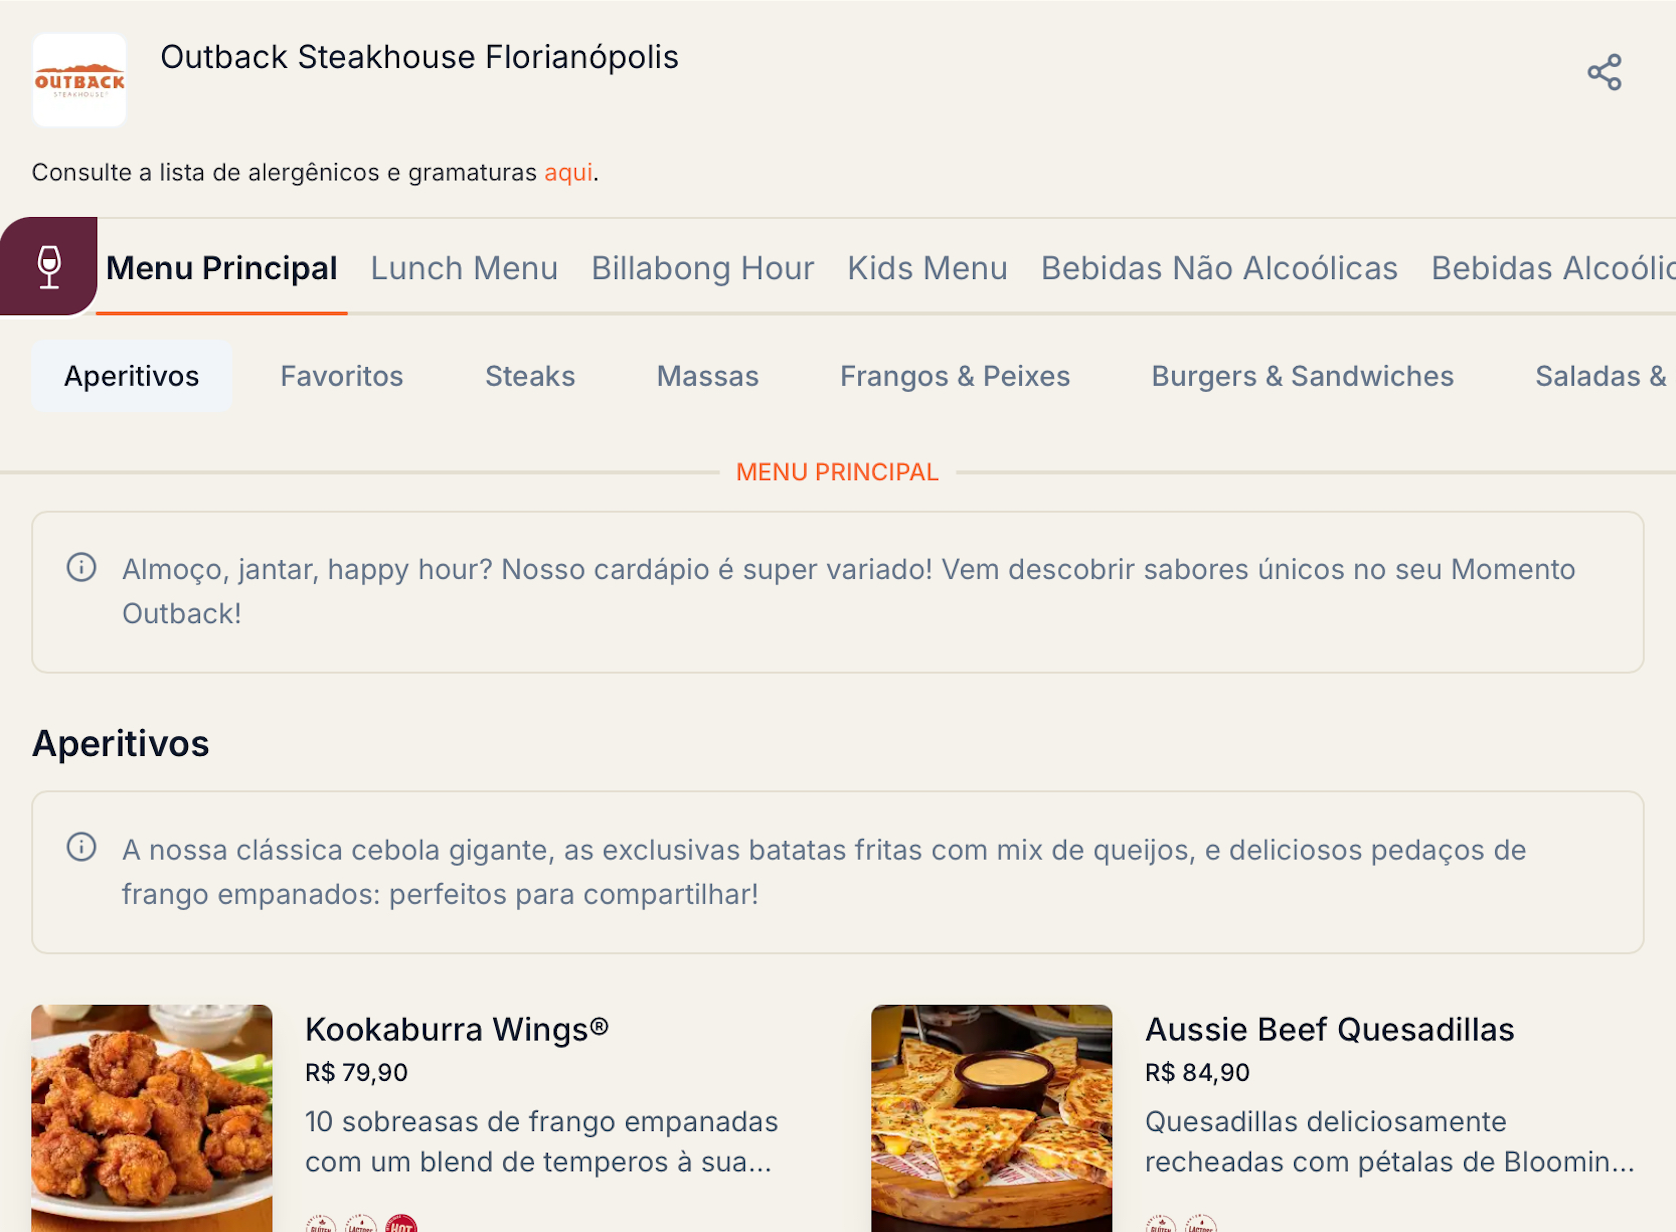 OUTBACK
STEAKHOUSE
Outback Steakhouse Florianópolis
Consulte a lista de alergênicos e gramaturas aqui.
Menu Principal Lunch Menu Billabong Hour Kids Menu Bebidas Não Alcoólicas Bebidas Alcoólic
Aperitivos Favoritos Steaks Massas Frangos & Peixes Burgers & Sandwiches Saladas &
MENU PRINCIPAL
Almoço, jantar, happy hour? Nosso cardápio é super variado! Vem descobrir sabores únicos no seu Momento
Outback!
Aperitivos
A nossa clássica cebola gigante, as exclusivas batatas fritas com mix de queijos, e deliciosos pedaços de
frango empanados: perfeitos para compartilhar!
Kookaburra Wings®
R$ 79,90
10 sobreasas de frango empanadas
com um blend de temperos à sua...
GLÚTEN LACTOSE HOT
Aussie Beef Quesadillas
R$ 84,90
Quesadillas deliciosamente
recheadas com pétalas de Bloomin...
GLÚTEN LACTOSE